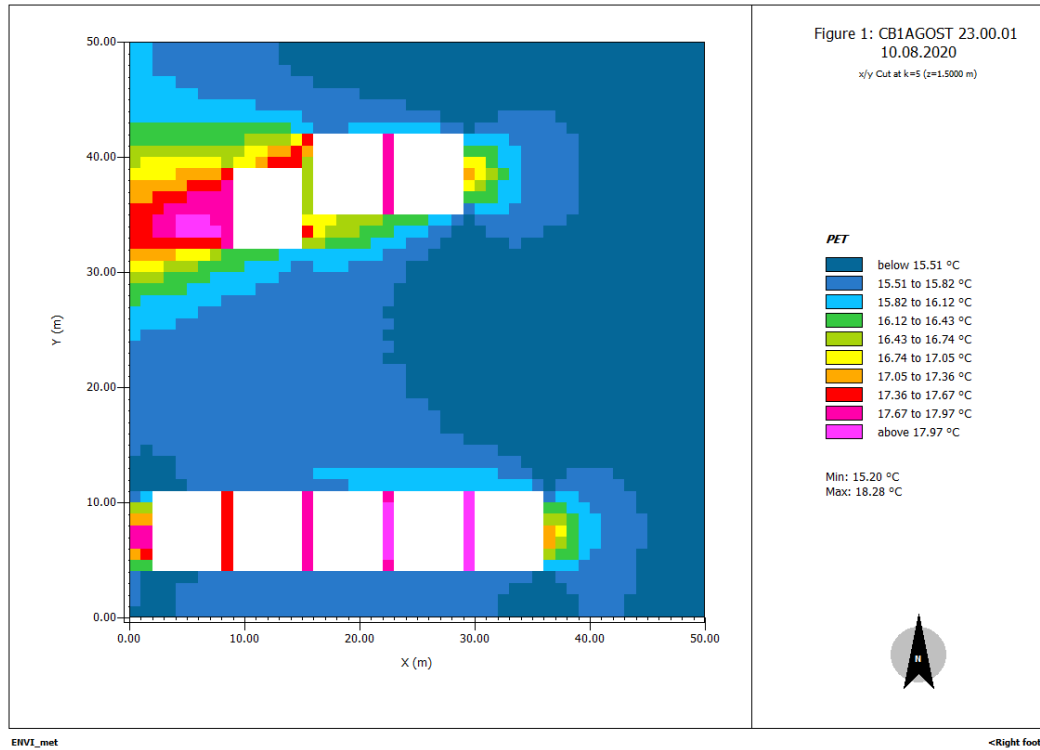 Figure 1: CB1AGOST 23.00.01
10.08.2020
x/y Cut at k=5 (z=1.5000 m)
50.00
40.00
30.00
20.00
10.00
0.00
Y (m)
0.00 10.00 20.00 30.00 40.00 50.00
X (m)
PET
below 15.51 °C
15.51 to 15.82 °C
15.82 to 16.12 °C
16.12 to 16.43 °C
16.43 to 16.74 °C
16.74 to 17.05 °C
17.05 to 17.36 °C
17.36 to 17.67 °C
17.67 to 17.97 °C
above 17.97 °C
Min: 15.20 °C
Max: 18.28 °C
N
ENVI_met
<Right foot